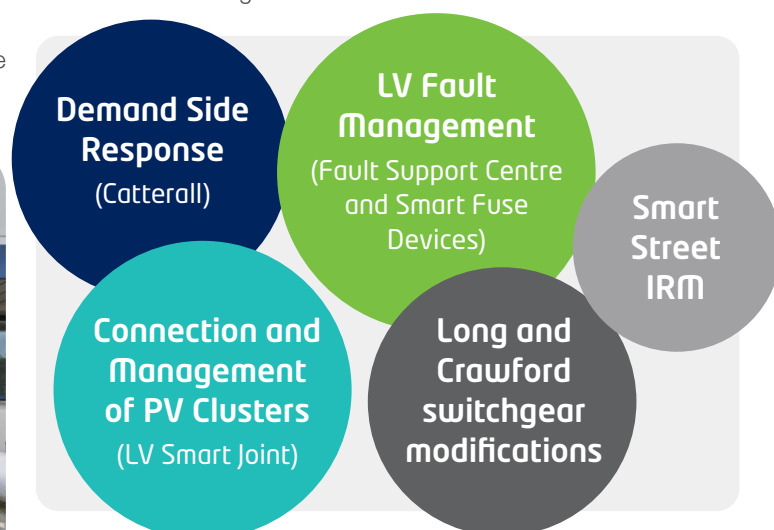 e
Demand Side
Response
(Catterall)
LV Fault
Management
(Fault Support Centre
and Smart Fuse
Devices)
Smart
Street
IRM
Connection and
Management
of PV Clusters
(LV Smart Joint)
Long and
Crawford
switchgear
modifications